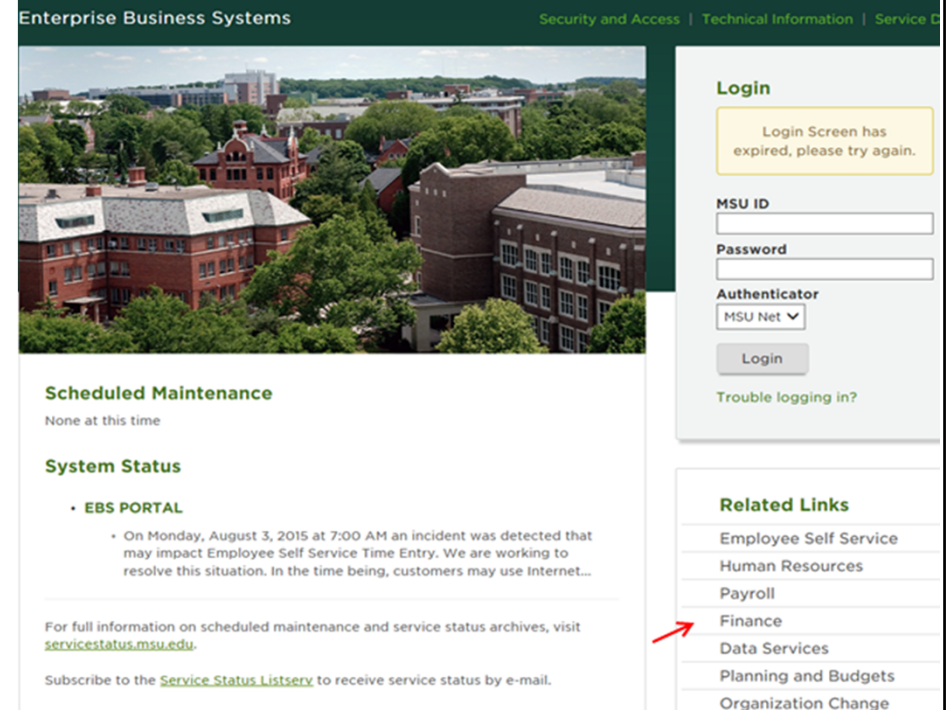 Enterprise Business Systems
Security and Access | Technical Information | Service
Login
Login Screen has
expired, please try again.
MSU ID
Password
Authenticator
MSU Net
Login
Trouble logging in?
Scheduled Maintenance
None at this time
System Status
• EBS PORTAL
• On Monday, August 3, 2015 at 7:00 AM an incident was detected that
may impact Employee Self Service Time Entry. We are working to
resolve this situation. In the time being, customers may use Internet...
For full information on scheduled maintenance and service status archives, visit
servicestatus.msu.edu.
Subscribe to the Service Status Listserv to receive service status by e-mail.
Related Links
Employee Self Service
Human Resources
Payroll
Finance
Data Services
Planning and Budgets
Organization Change